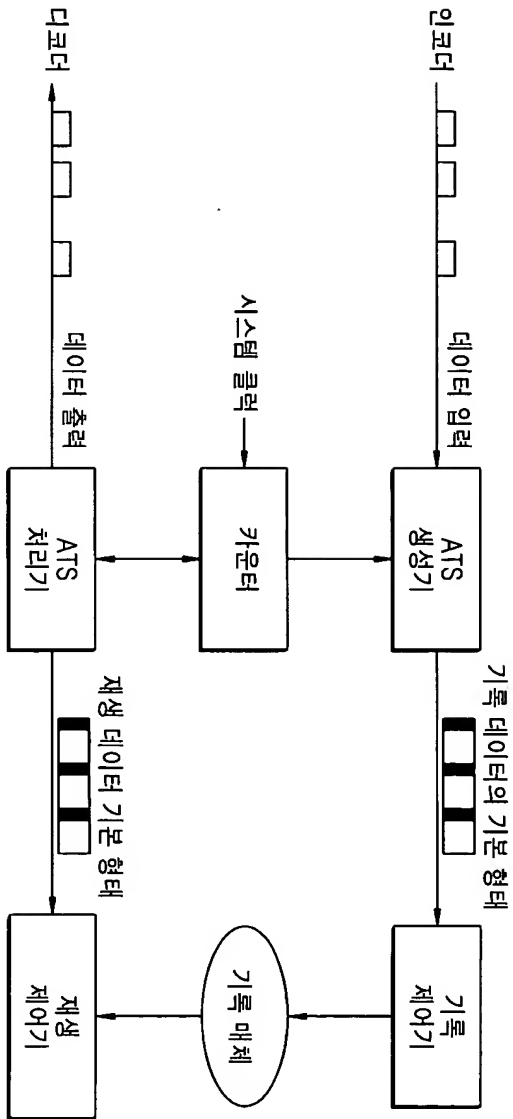 인코더
데이터 입력
ATS
생성기
기록 데이터의 기본 형태
기록
제어기
시스템 클럭
카운터
기록 매체
디코더
데이터 출력
ATS
처리기
재생 데이터 기본 형태
재생
제어기